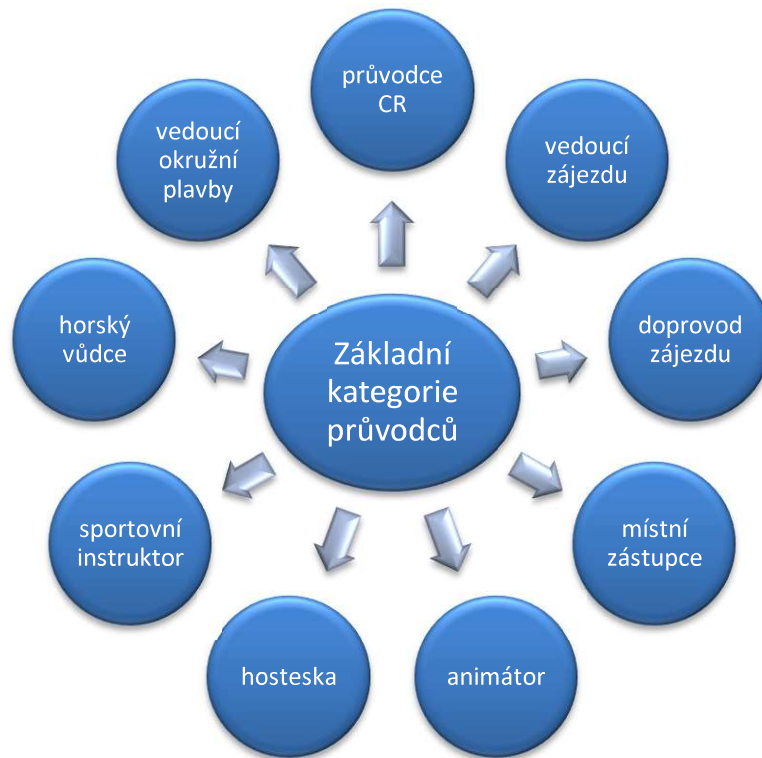 průvodce
CR
vedoucí
zájezdu
doprovod
zájezdu
místní
zástupce
animátor
hosteska
sportovní
instruktor
horský
vůdce
vedoucí
okružní
plavby
Základní
kategorie
průvodců